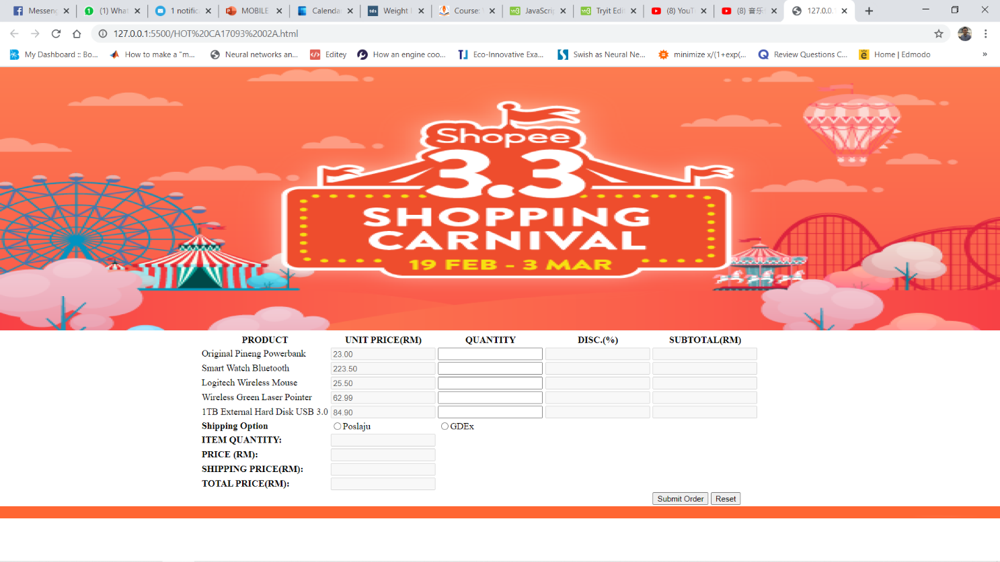 Messen
(1) What
1 notific
MOBILE
Calenda
tds Weight
Course:
JavaScri
Tryit Edi
(8) YouT
(8) 音乐
127.0.0.
127.0.0.1:5500/HOT%20CA17093%2002A.html
My Dashboard :: Bo...
How to make a "m...
Neural networks an...
Editey
How an engine coo...
Eco-Innovative Exa...
Swish as Neural Ne...
minimize x/(1+exp(...
Review Questions C...
Home | Edmodo
»
Shopee
3.3
SHOPPING
CARNIVAL
19 FEB - 3 MAR
PRODUCT UNIT PRICE(RM) QUANTITY DISC.(%) SUBTOTAL(RM)
Original Pineng Powerbank 23.00
Smart Watch Bluetooth 223.50
Logitech Wireless Mouse 25.50
Wireless Green Laser Pointer 62.99
1TB External Hard Disk USB 3.0 84.90
Shipping Option Poslaju GDEx
ITEM QUANTITY:
PRICE (RM):
SHIPPING PRICE(RM):
TOTAL PRICE(RM):
Submit Order Reset